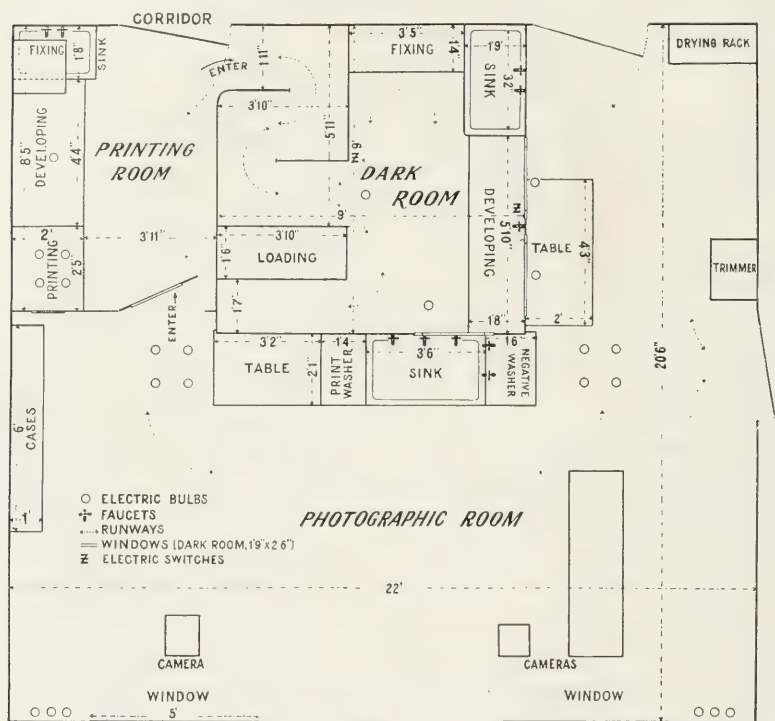 CORRIDOR
FIXING
1'8"
SINK
ENTER
1'11"
3'5"
FIXING
1'4"
1'9"
SINK
3'2"
DRYING RACK
3'10"
5'11"
PRINTING
ROOM
8'5"
DEVELOPING
4'4"
9'6"
Z
DARK
ROOM
9'
DEVELOPING
5'10"
Z
TABLE
4'3"
2'
3'11"
3'10"
1'6"
LOADING
PRINTING
2'5"
TRIMMER
1'7"
1'8"
2'
ENTER
3'2"
TABLE
2'1"
1'4"
PRINT
WASHER
3'6"
SINK
1'6"
NEGATIVE
WASHER
20'6"
CASES
6'
1'
ELECTRIC BULBS
FAUCETS
RUNWAYS
WINDOWS (DARK ROOM, 1'9"x2'6")
Z ELECTRIC SWITCHES
PHOTOGRAPHIC ROOM
22'
CAMERA
CAMERAS
WINDOW
WINDOW
5'